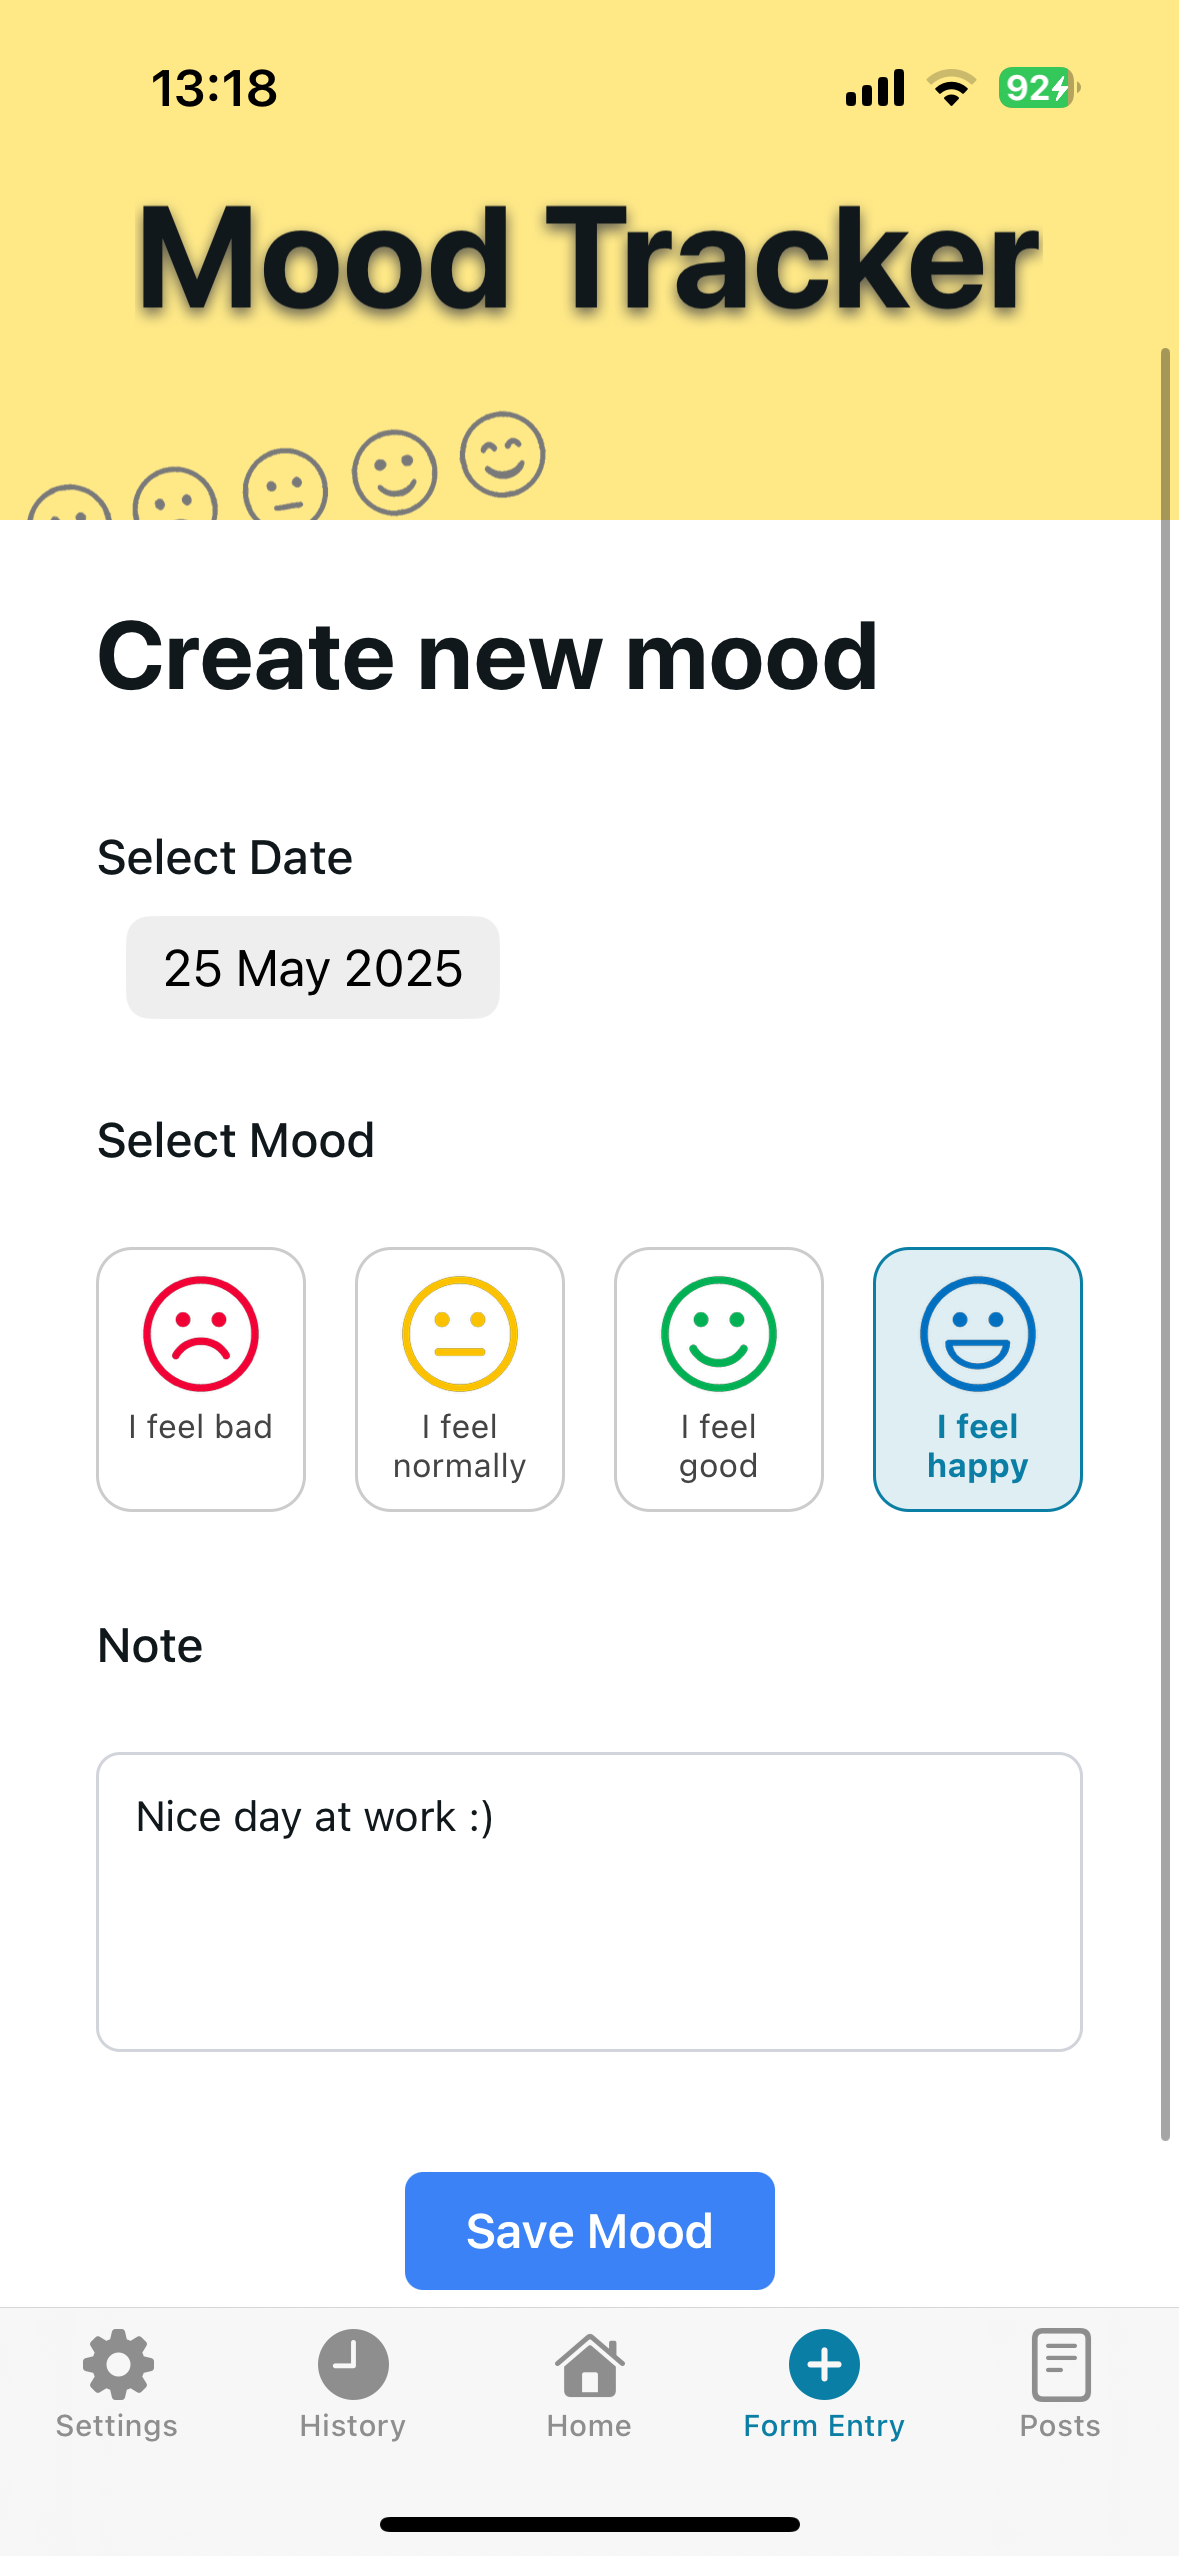 13:18
92
Mood Tracker
Create new mood
Select Date
25 May 2025
Select Mood
I feel bad
I feel
normally
I feel
good
I feel
happy
Note
Nice day at work :)
Save Mood
Settings
History
Home
Form Entry
Posts